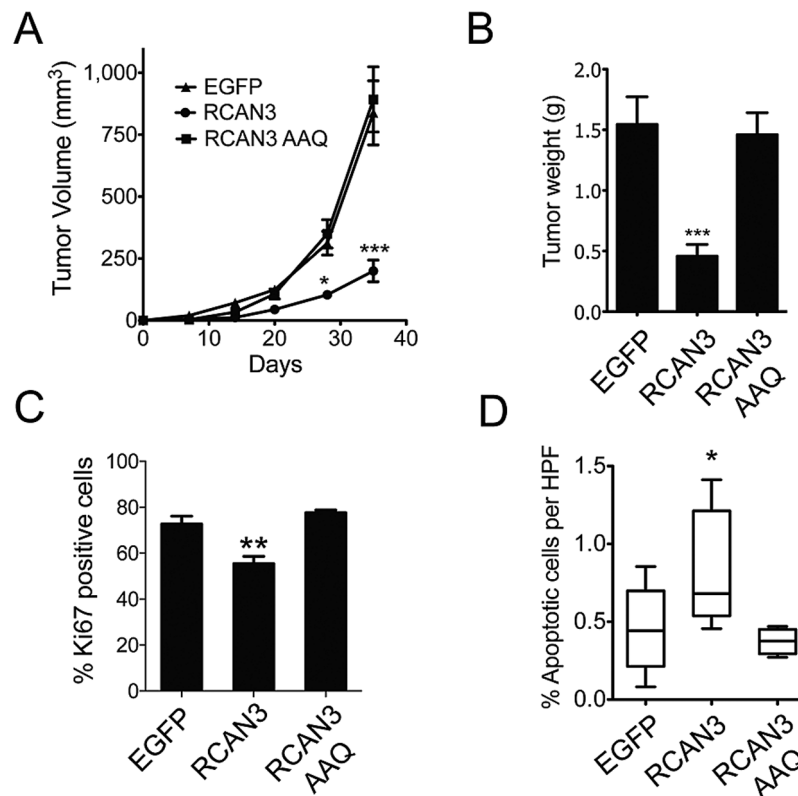 A
Tumor Volume (mm3)
1,000
750
500
250
0
EGFP
RCAN3
RCAN3 AAQ
*
***
0
10
20
30
40
Days
B
Tumor weight (g)
2.0
1.5
1.0
0.5
0.0
***
EGFP
RCAN3
RCAN3
AAQ
C
% Ki67 positive cells
100
80
60
40
20
0
**
EGFP
RCAN3
RCAN3
AAQ
D
% Apoptotic cells per HPF
1.5
1.0
0.5
0.0
*
EGFP
RCAN3
RCAN3
AAQ